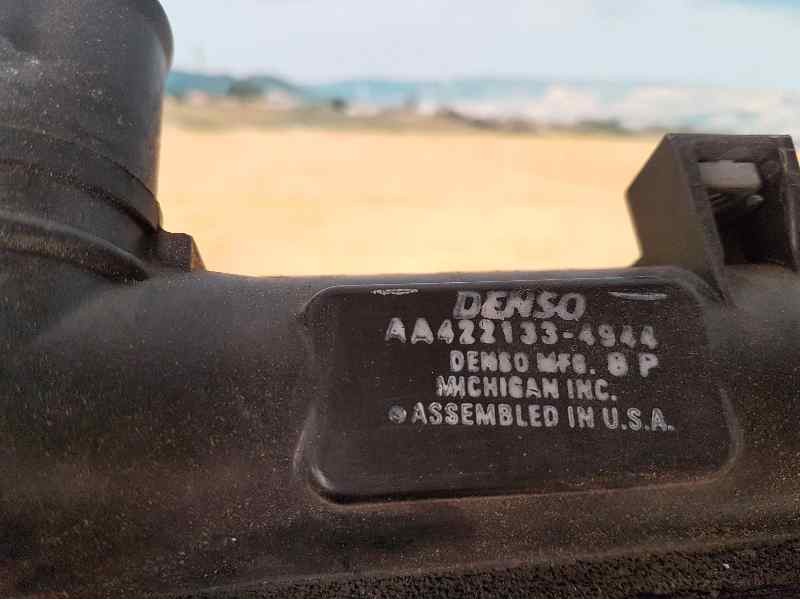 DENSO
AA422133-4944
DENSO MFG. 8 P
MICHIGAN INC.
ASSEMBLED IN U.S.A.